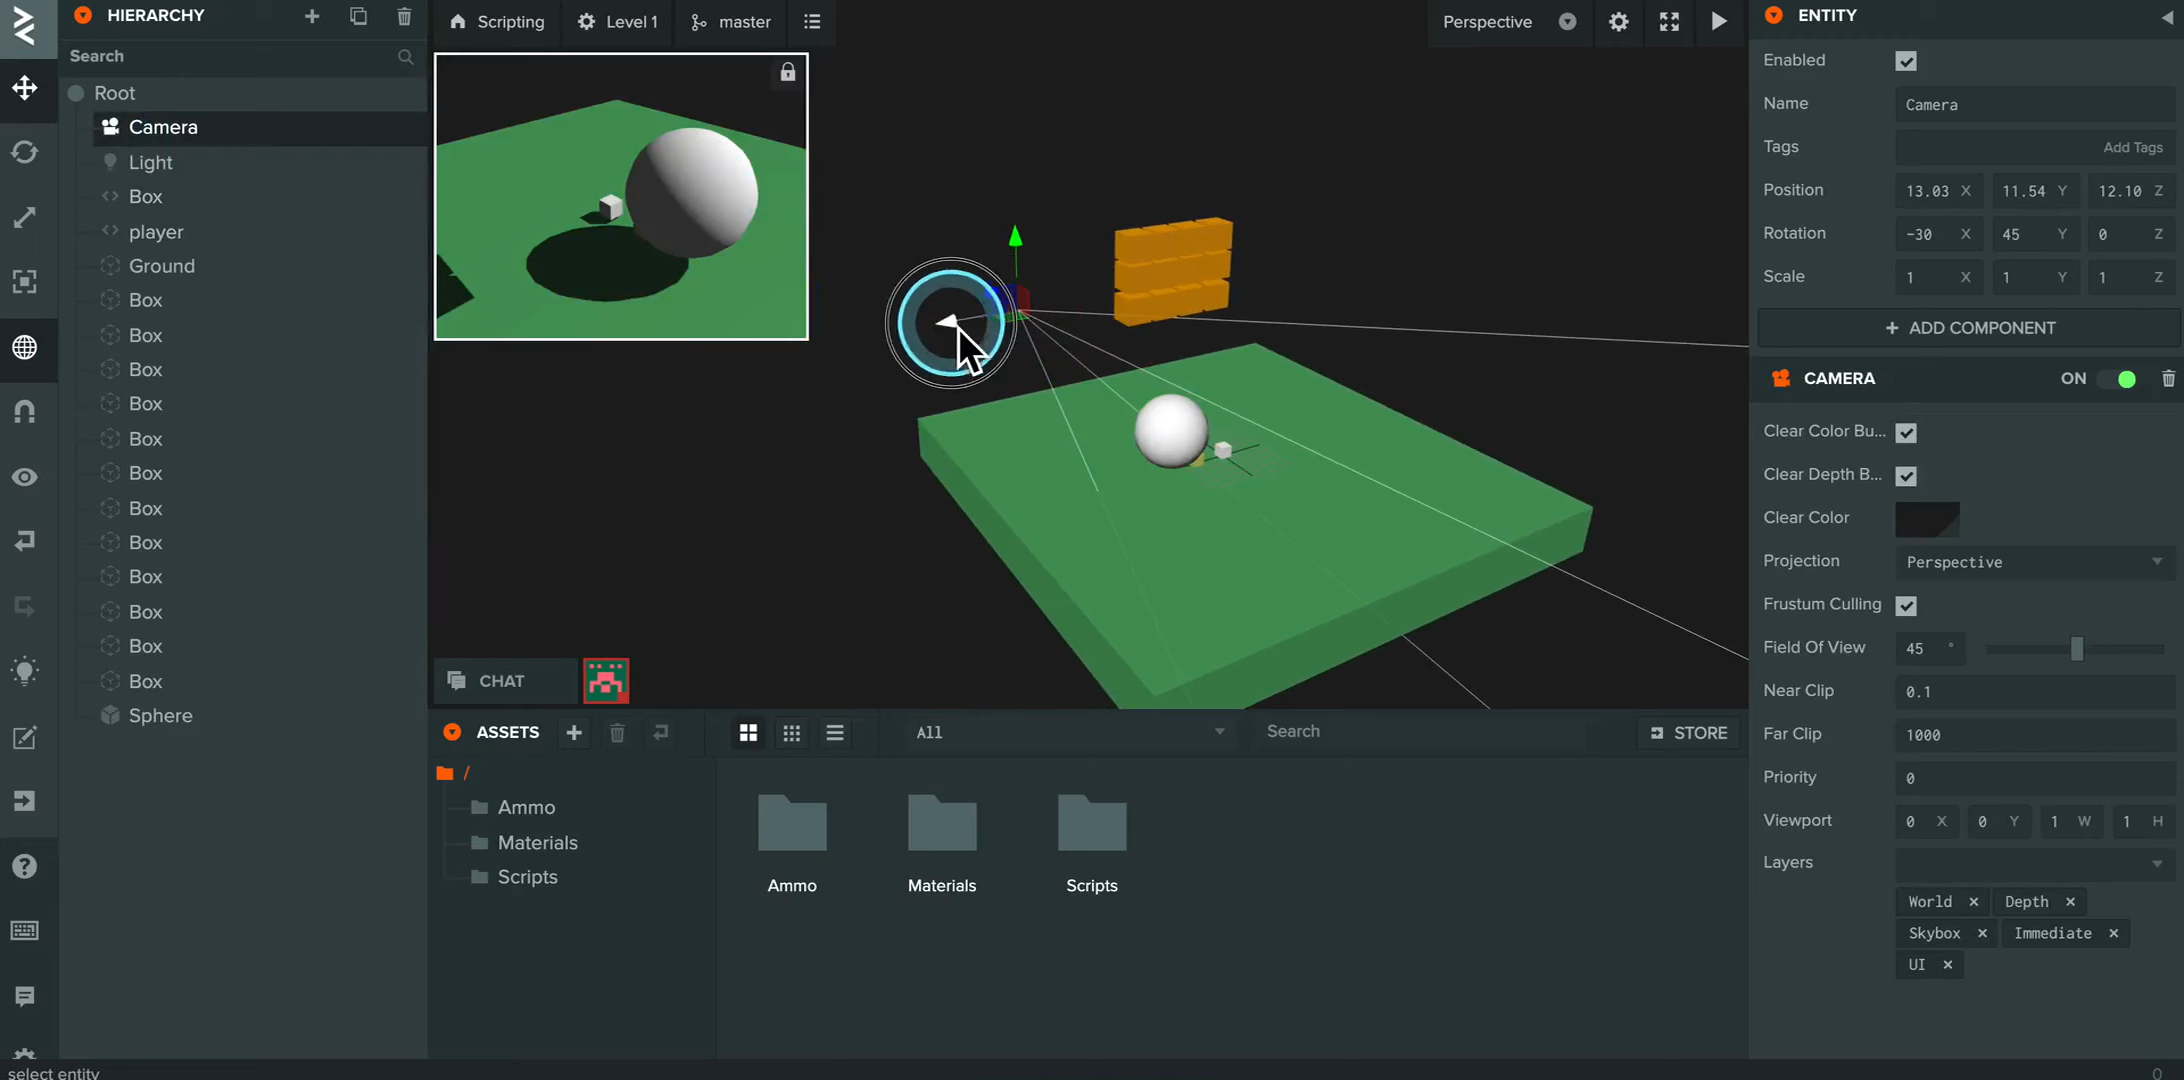 HIERARCHY
Search
Root
Camera
Light
Box
player
Ground
Box
Box
Box
Box
Box
Box
Box
Box
Box
Box
Box
Box
Sphere
select entity
Scripting
Level 1
master
Perspective
CHAT
ASSETS
All
Search
STORE
/
Ammo
Materials
Scripts
Ammo
Materials
Scripts
ENTITY
Enabled
Name Camera
Tags Add Tags
Position 13.03 X 11.54 Y 12.10 Z
Rotation -30 X 45 Y 0 Z
Scale 1 X 1 Y 1 Z
+ ADD COMPONENT
CAMERA ON
Clear Color Bu...
Clear Depth B...
Clear Color
Projection Perspective
Frustum Culling
Field Of View 45 °
Near Clip 0.1
Far Clip 1000
Priority 0
Viewport 0 X 0 Y 1 W 1 H
Layers
World × Depth ×
Skybox × Immediate ×
UI ×
0